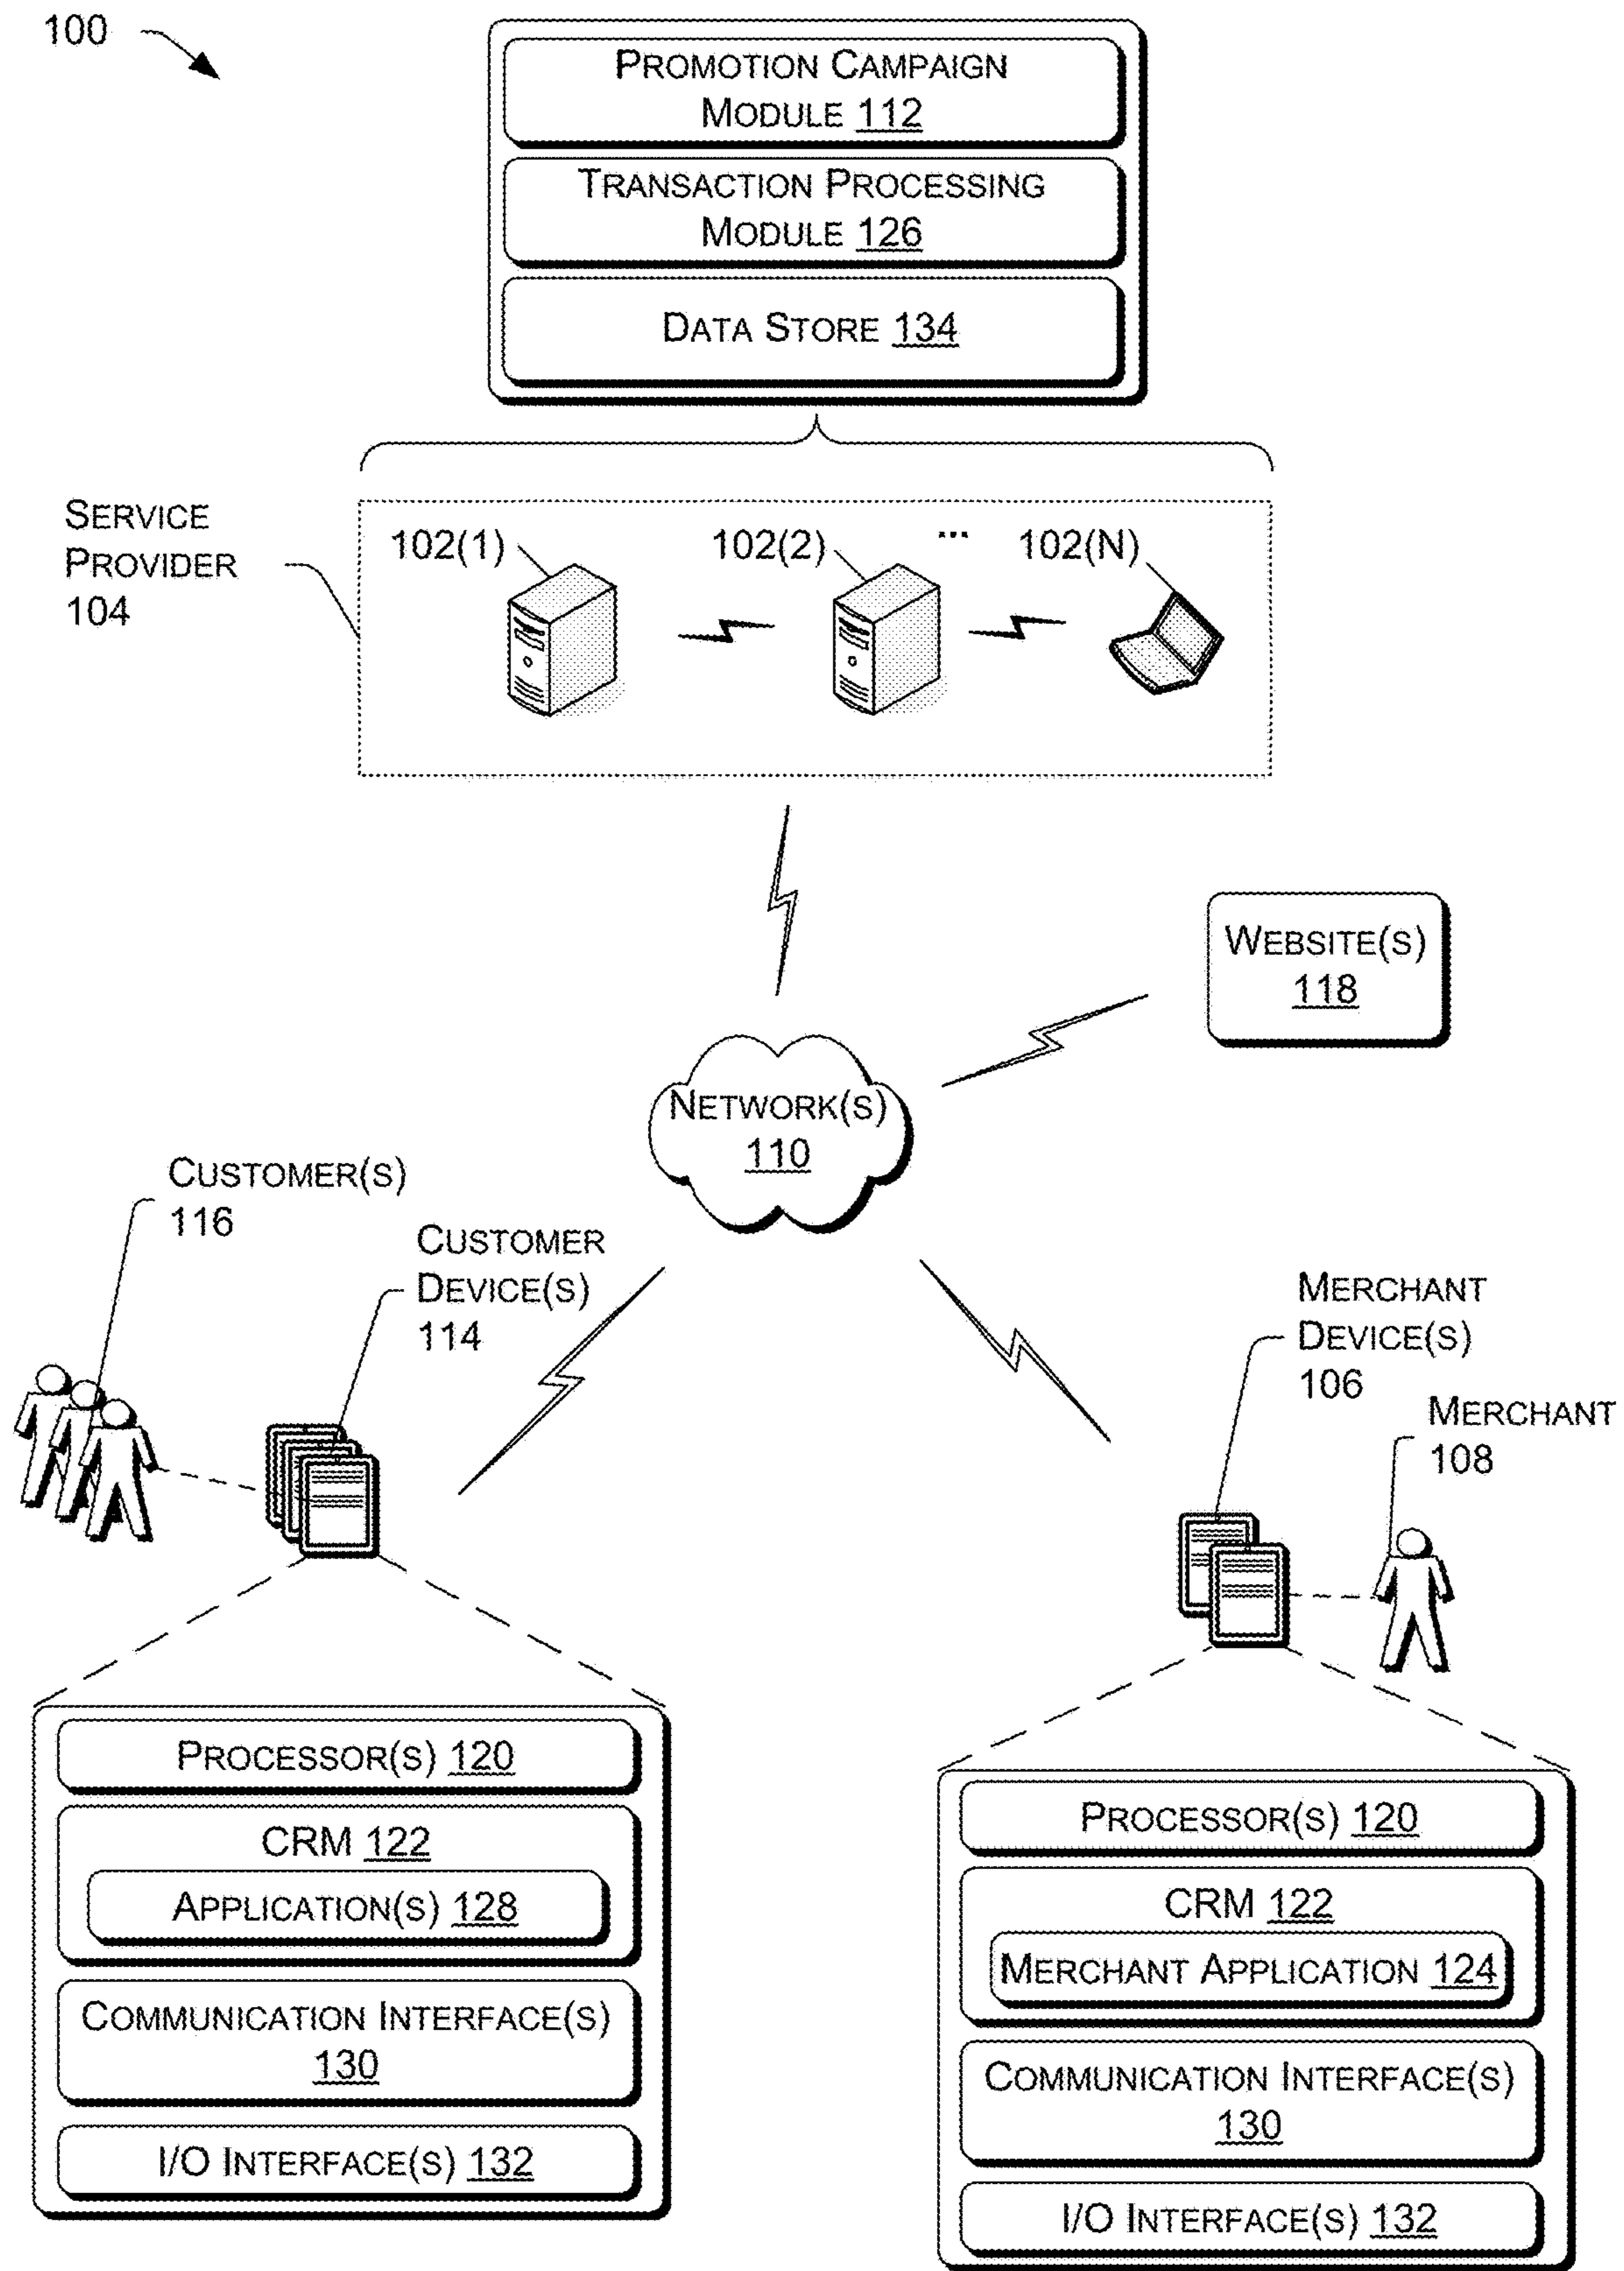 100
PROMOTION CAMPAIGN
MODULE 112
TRANSACTION PROCESSING
MODULE 126
DATA STORE 134
SERVICE
PROVIDER
104
102(1)
102(2)
...
102(N)
WEBSITE(S)
118
NETWORK(S)
110
CUSTOMER(S)
116
CUSTOMER
DEVICE(S)
114
MERCHANT
DEVICE(S)
106
MERCHANT
108
PROCESSOR(S) 120
CRM 122
APPLICATION(S) 128
COMMUNICATION INTERFACE(S)
130
I/O INTERFACE(S) 132
PROCESSOR(S) 120
CRM 122
MERCHANT APPLICATION 124
COMMUNICATION INTERFACE(S)
130
I/O INTERFACE(S) 132